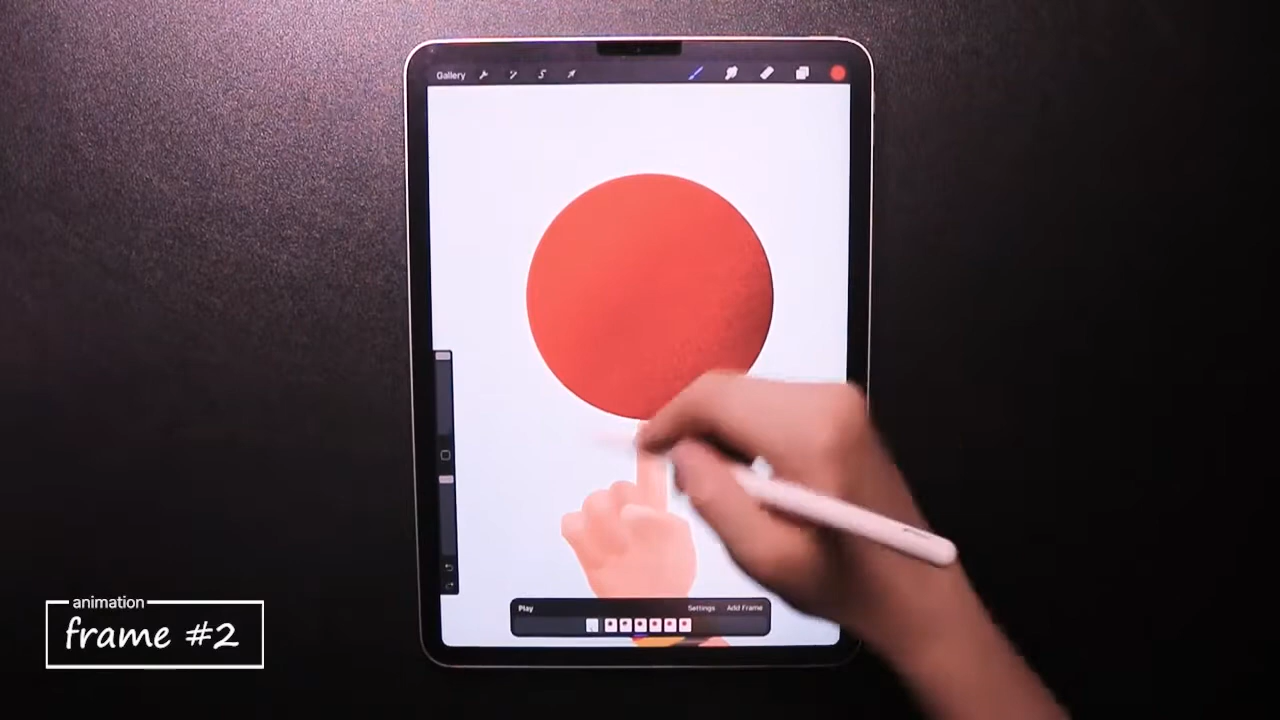 Gallery
Play
Settings
Add Frame
animation
frame #2